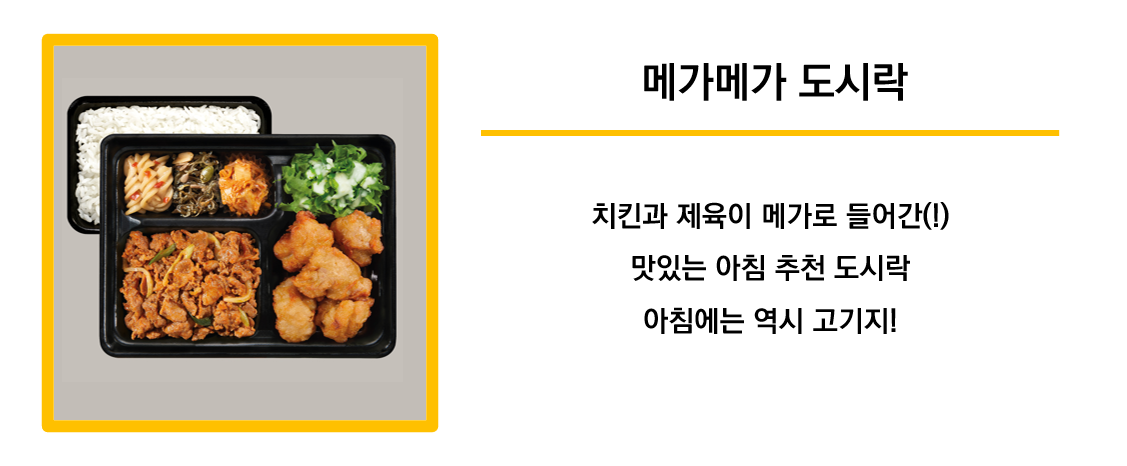 메가메가 도시락
치킨과 제육이 메가로 들어간(!)
맛있는 아침 추천 도시락
아침에는 역시 고기지!